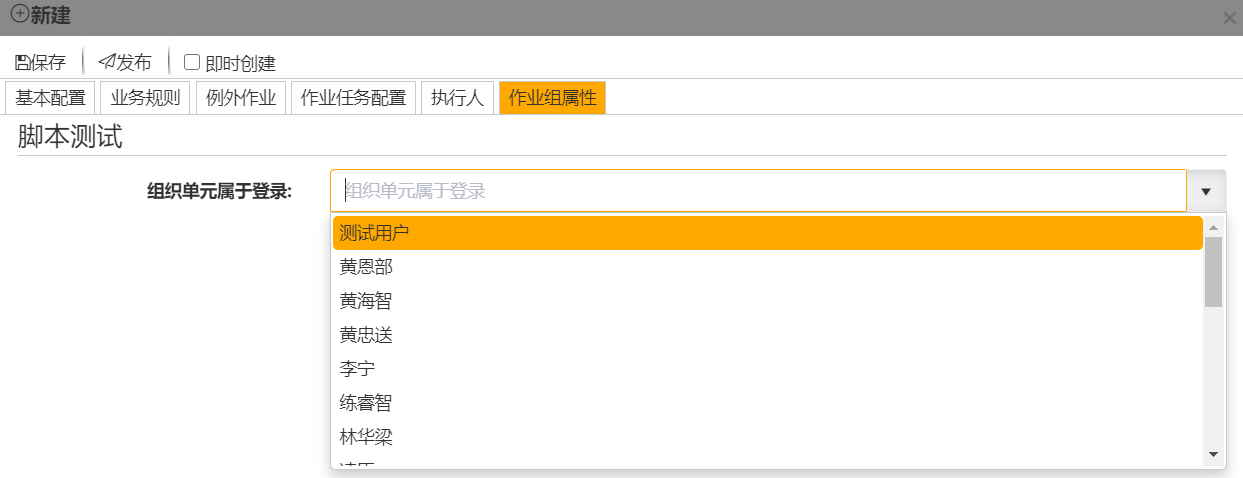 新建
保存 发布 即时创建
基本配置 业务规则 例外作业 作业任务配置 执行人 作业组属性
脚本测试
组织单元属于登录: 组织单元属于登录
测试用户
黄恩部
黄海智
黄忠送
李宁
练睿智
林华梁